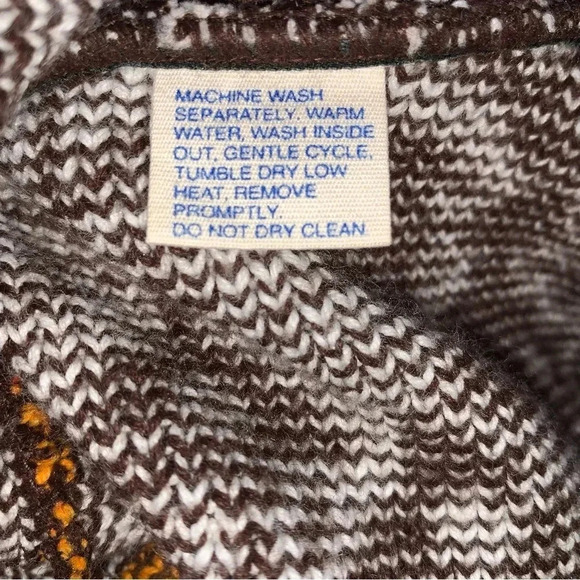 MACHINE WASH
SEPARATELY, WARM
WATER, WASH INSIDE
OUT, GENTLE CYCLE,
TUMBLE DRY LOW
HEAT, REMOVE
PROMPTLY.
DO NOT DRY CLEAN